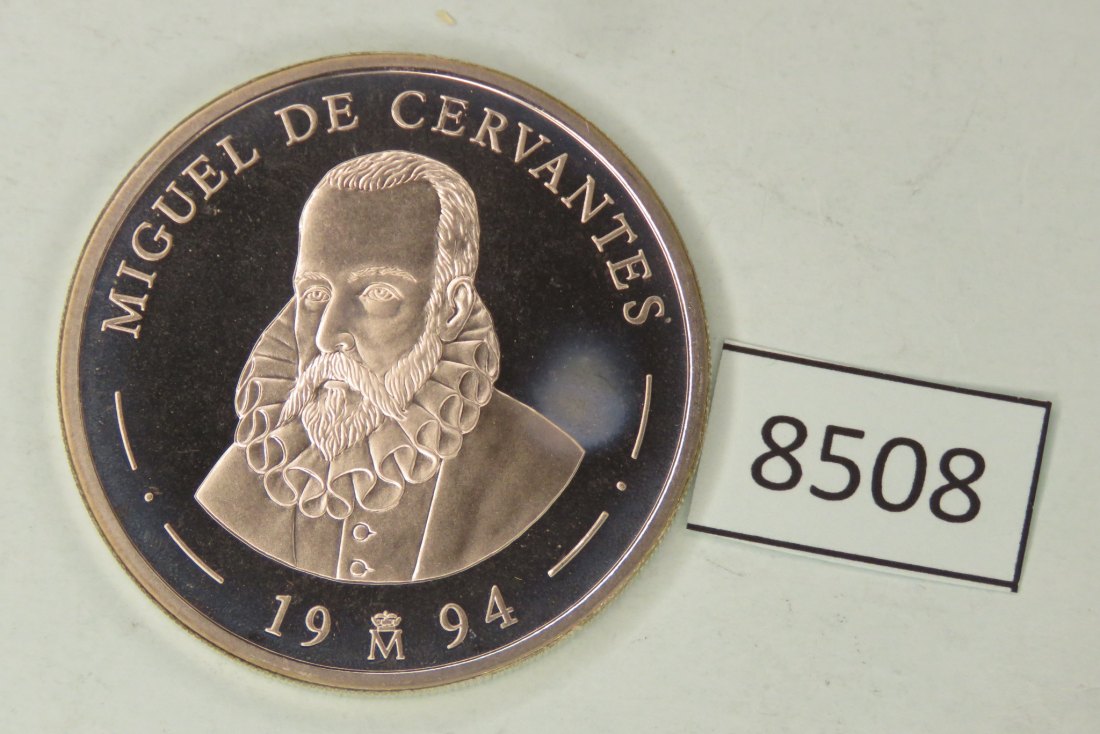 MIGUEL DE CERVANTES
19 M 94
8508